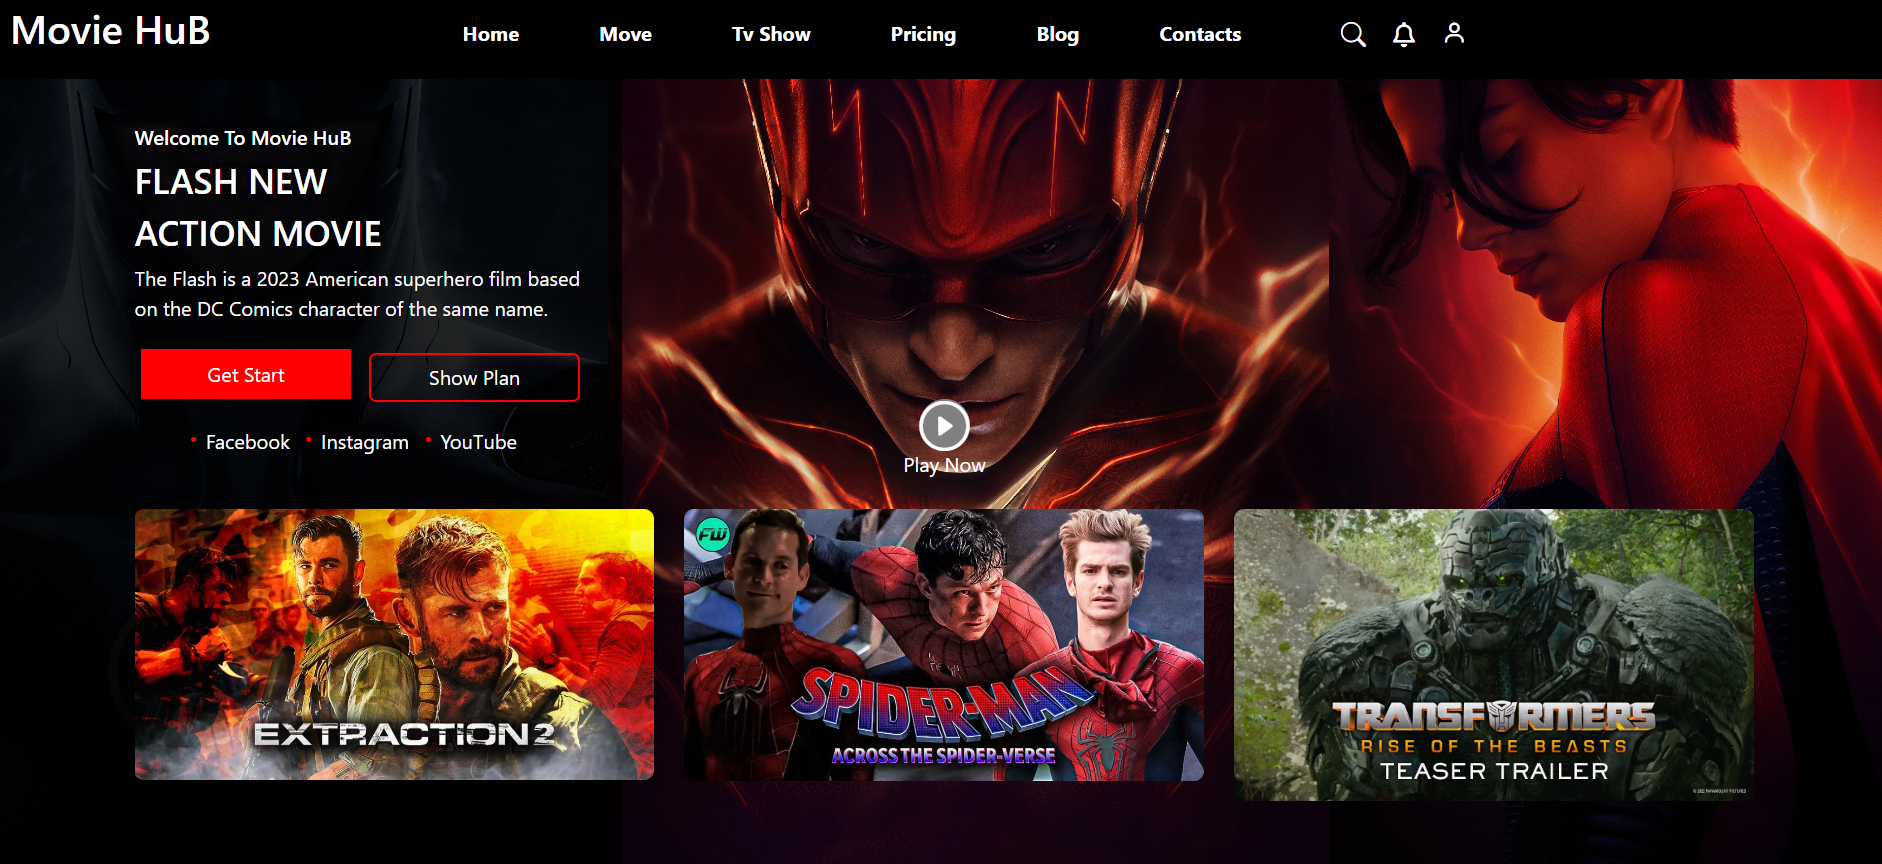 Movie HuB
Home
Move
Tv Show
Pricing
Blog
Contacts
Welcome To Movie HuB
FLASH NEW
ACTION MOVIE
The Flash is a 2023 American superhero film based
on the DC Comics character of the same name.
Get Start
Show Plan
Facebook
Instagram
YouTube
Play Now
EXTRACTION 2
FW
SPIDER-MAN
ACROSS THE SPIDER-VERSE
TRANSFORMERS
RISE OF THE BEASTS
TEASER TRAILER